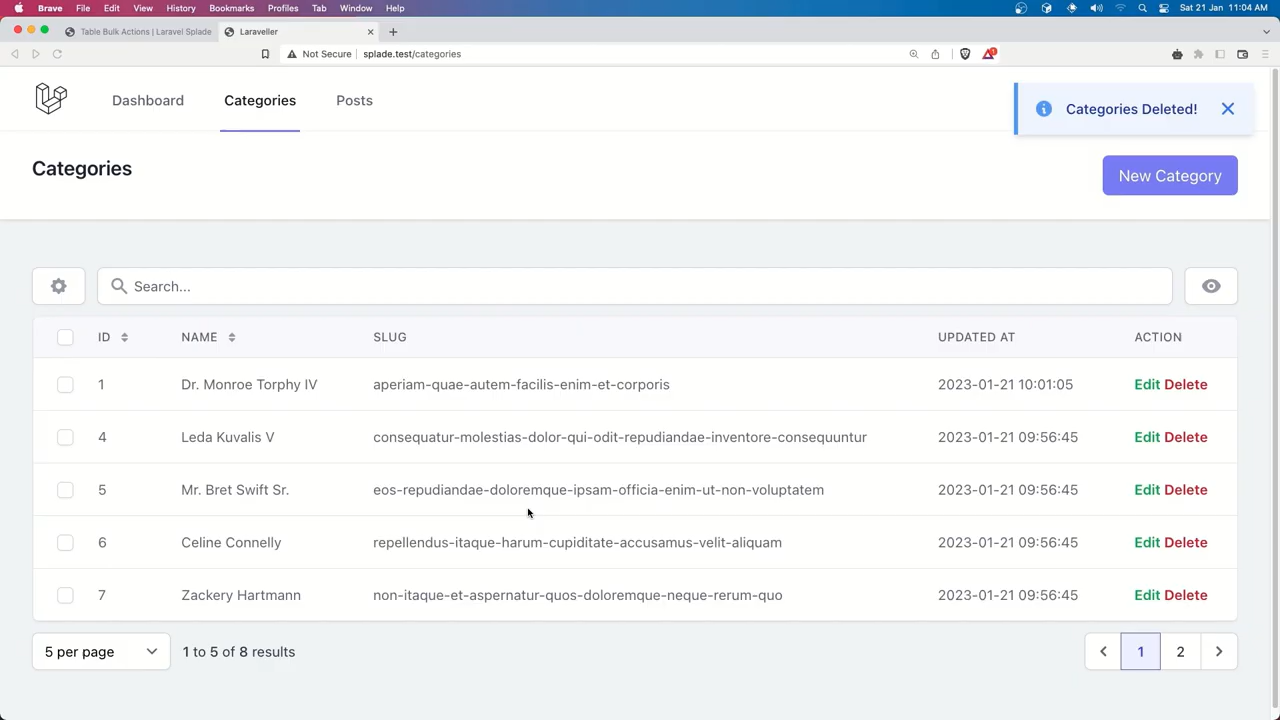 Brave File Edit View History Bookmarks Profiles Tab Window Help Sat 21 Jan 11:04 AM
Table Bulk Actions | Laravel Splade Laraveller
Not Secure splade.test/categories
Dashboard Categories Posts
Categories Deleted!
Categories
New Category
Search...
ID NAME SLUG UPDATED AT ACTION
1 Dr. Monroe Torphy IV aperiam-quae-autem-facilis-enim-et-corporis 2023-01-21 10:01:05 Edit Delete
4 Leda Kuvalis V consequatur-molestias-dolor-qui-odit-repudiandae-inventore-consequuntur 2023-01-21 09:56:45 Edit Delete
5 Mr. Bret Swift Sr. eos-repudiandae-doloremque-ipsam-officia-enim-ut-non-voluptatem 2023-01-21 09:56:45 Edit Delete
6 Celine Connelly repellendus-itaque-harum-cupiditate-accusamus-velit-aliquam 2023-01-21 09:56:45 Edit Delete
7 Zackery Hartmann non-itaque-et-aspernatur-quos-doloremque-neque-rerum-quo 2023-01-21 09:56:45 Edit Delete
5 per page 1 to 5 of 8 results 1 2